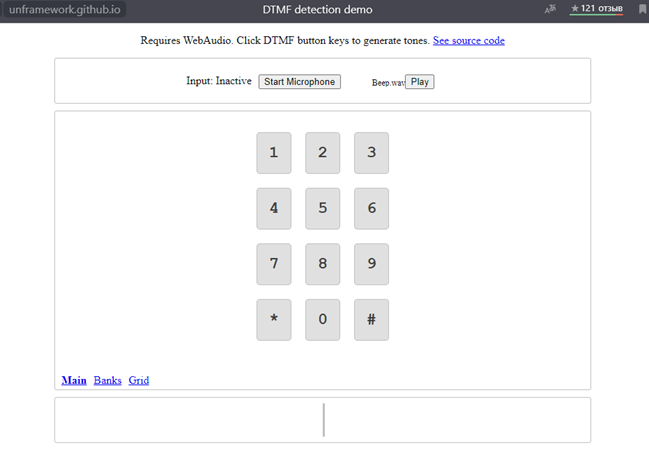 unframework.github.io DTMF detection demo ★ 121 отзыв
Requires WebAudio. Click DTMF button keys to generate tones. See source code
Input: Inactive Start Microphone Beep.wav Play
1 2 3
4 5 6
7 8 9
* 0 #
Main Banks Grid